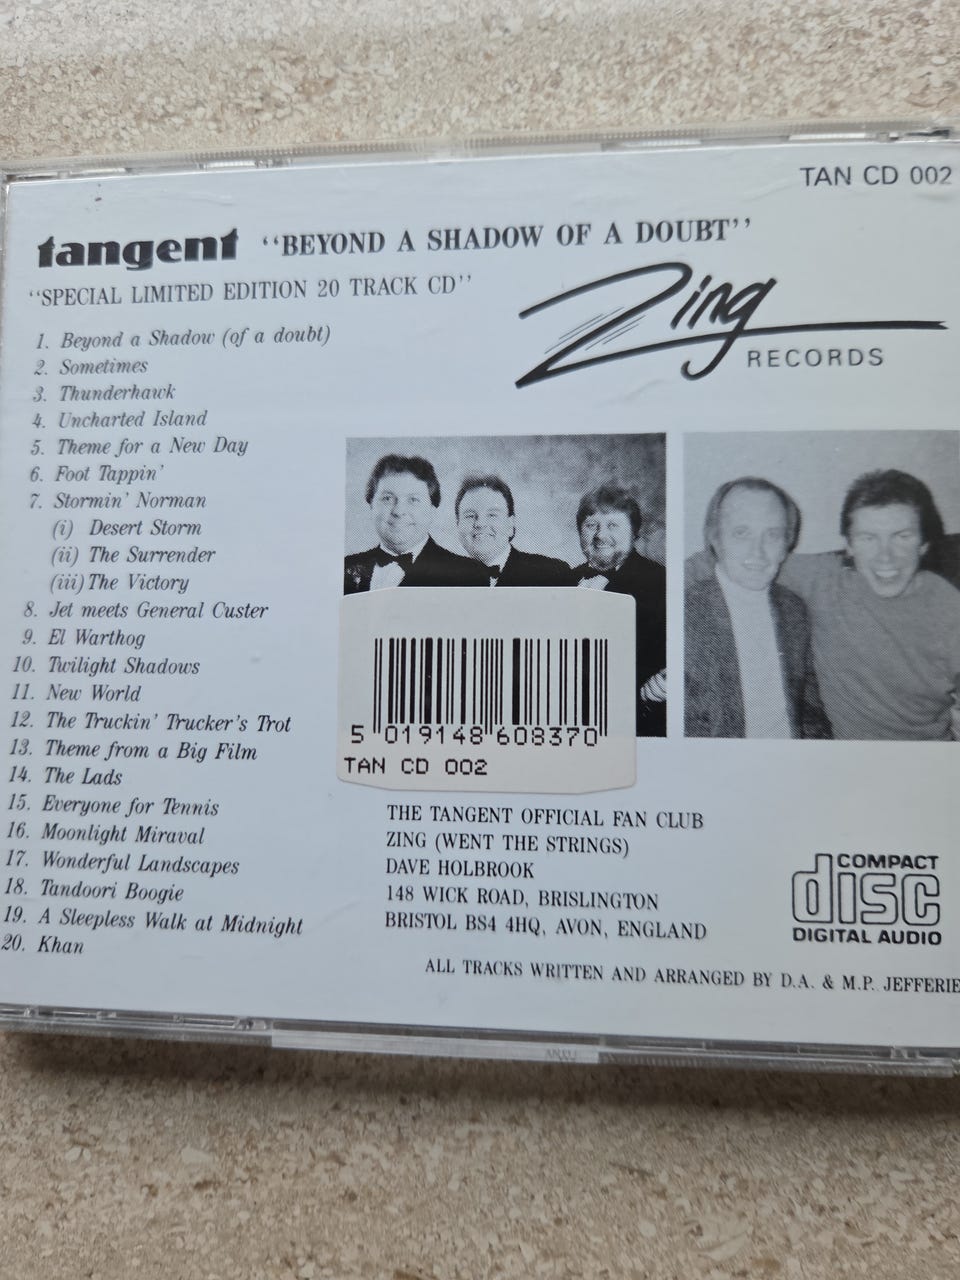 TAN CD 002
tangent "BEYOND A SHADOW OF A DOUBT"
"SPECIAL LIMITED EDITION 20 TRACK CD"
Zing
RECORDS
1. Beyond a Shadow (of a doubt)
2. Sometimes
3. Thunderhawk
4. Uncharted Island
5. Theme for a New Day
6. Foot Tappin'
7. Stormin' Norman
(i) Desert Storm
(ii) The Surrender
(iii) The Victory
8. Jet meets General Custer
9. El Warthog
10. Twilight Shadows
11. New World
12. The Truckin' Trucker's Trot
13. Theme from a Big Film
14. The Lads
15. Everyone for Tennis
16. Moonlight Miraval
17. Wonderful Landscapes
18. Tandoori Boogie
19. A Sleepless Walk at Midnight
20. Khan
5 019148 608370
TAN CD 002
THE TANGENT OFFICIAL FAN CLUB
ZING (WENT THE STRINGS)
DAVE HOLBROOK
148 WICK ROAD, BRISLINGTON
BRISTOL BS4 4HQ, AVON, ENGLAND
COMPACT
disc
DIGITAL AUDIO
ALL TRACKS WRITTEN AND ARRANGED BY D.A. & M.P. JEFFERIE